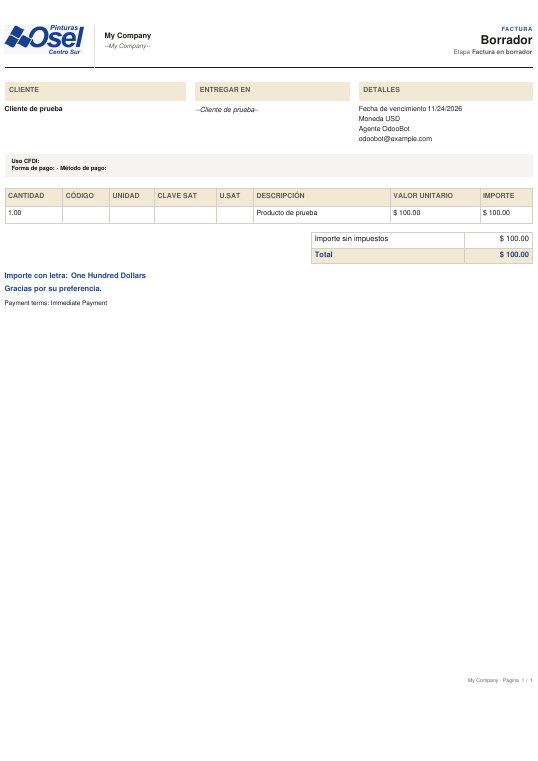 Pinturas
Osel
Centro Sur
My Company
--My Company--
FACTURA
Borrador
Etapa Factura en borrador
CLIENTE
Cliente de prueba
ENTREGAR EN
--Cliente de prueba--
DETALLES
Fecha de vencimiento 11/24/2026
Moneda USD
Agente OdooBot
odoobot@example.com
Uso CFDI:
Forma de pago: · Método de pago:
CANTIDAD CÓDIGO UNIDAD CLAVE SAT U.SAT DESCRIPCIÓN VALOR UNITARIO IMPORTE
1.00 Producto de prueba $ 100.00 $ 100.00
Importe sin impuestos $ 100.00
Total $ 100.00
Importe con letra: One Hundred Dollars
Gracias por su preferencia.
Payment terms: Immediate Payment
My Company - Página 1 / 1